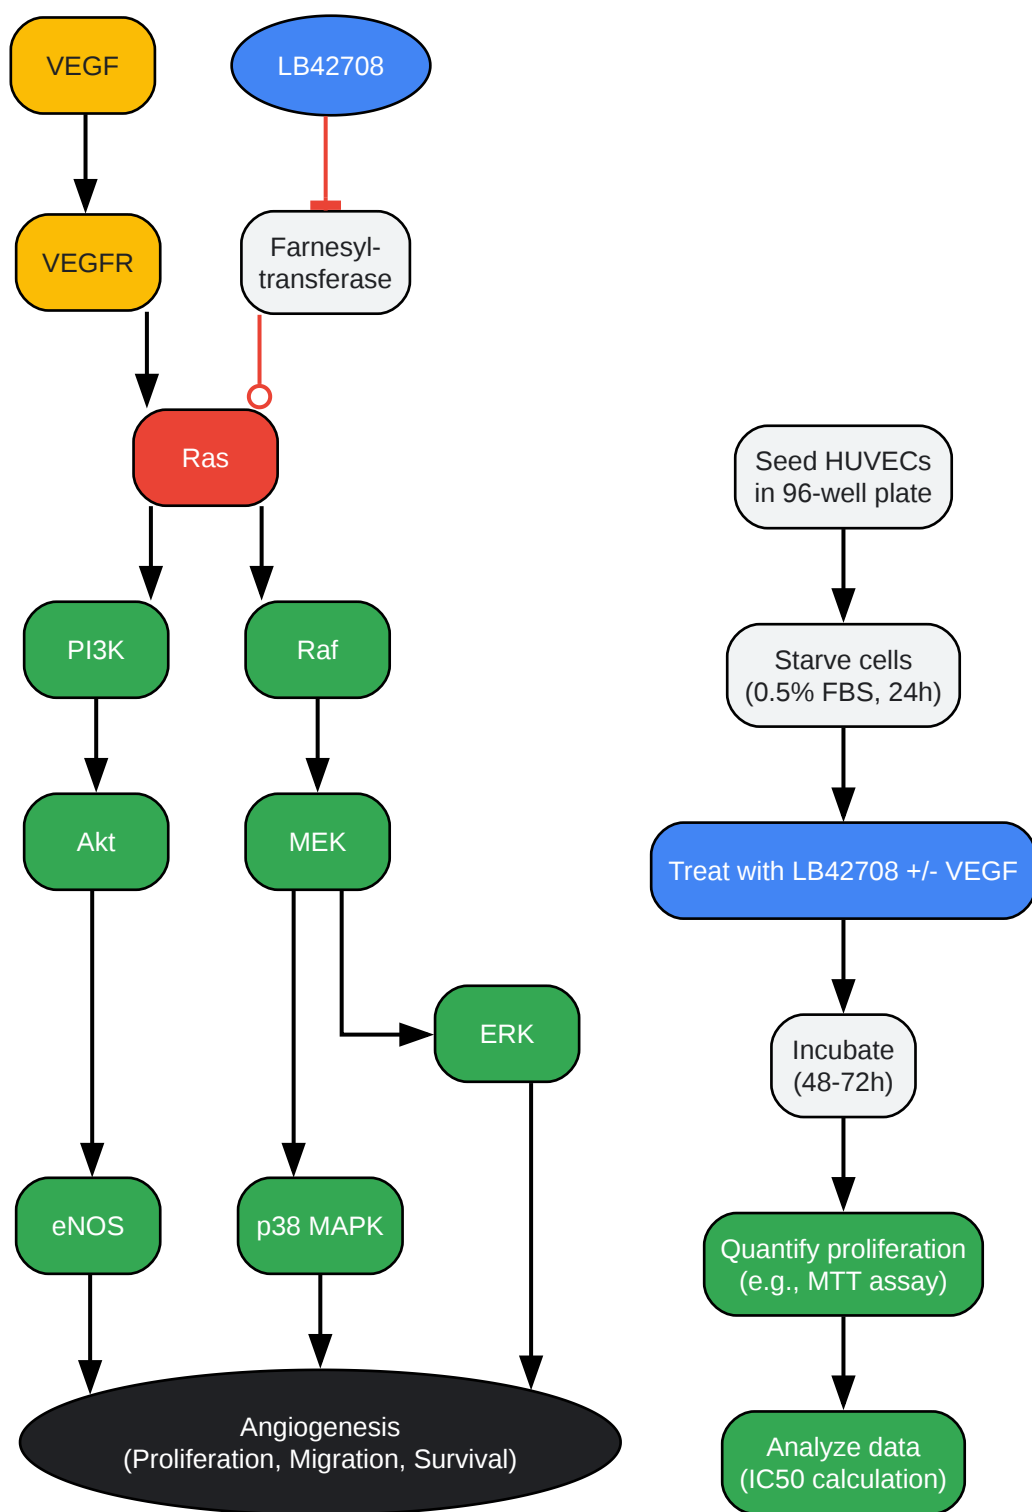 VEGF
LB42708
VEGFR
Farnesyl-
transferase
Ras
PI3K
Raf
Akt
MEK
ERK
eNOS
p38 MAPK
Angiogenesis
(Proliferation, Migration, Survival)
Seed HUVECs
in 96-well plate
Starve cells
(0.5% FBS, 24h)
Treat with LB42708 +/- VEGF
Incubate
(48-72h)
Quantify proliferation
(e.g., MTT assay)
Analyze data
(IC50 calculation)